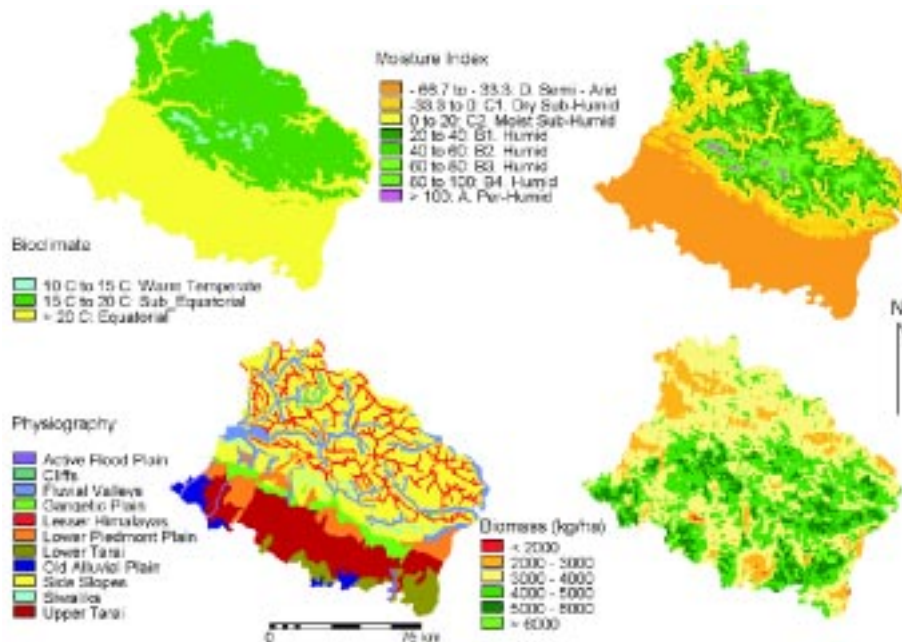 Moisture Index
- 66.7 to - 33.3: D. Semi - Arid
-33.3 to 0: C1. Dry Sub-Humid
0 to 20: C2. Moist Sub-Humid
20 to 40: B1. Humid
40 to 60: B2. Humid
60 to 80: B3. Humid
80 to 100: B4. Humid
> 100: A. Per-Humid
Bioclimate
10 C to 15 C: Warm Temperate
15 C to 20 C: Sub_Equatorial
> 20 C: Equatorial
N
Physiography
Active Flood Plain
Cliffs
Fluvial Valleys
Gangetic Plain
Lesser Himalayas
Lower Piedmont Plain
Lower Tarai
Old Alluvial Plain
Side Slopes
Siwaliks
Upper Tarai
0 75 km
Biomass (kg/ha)
< 2000
2000 - 3000
3000 - 4000
4000 - 5000
5000 - 6000
> 6000